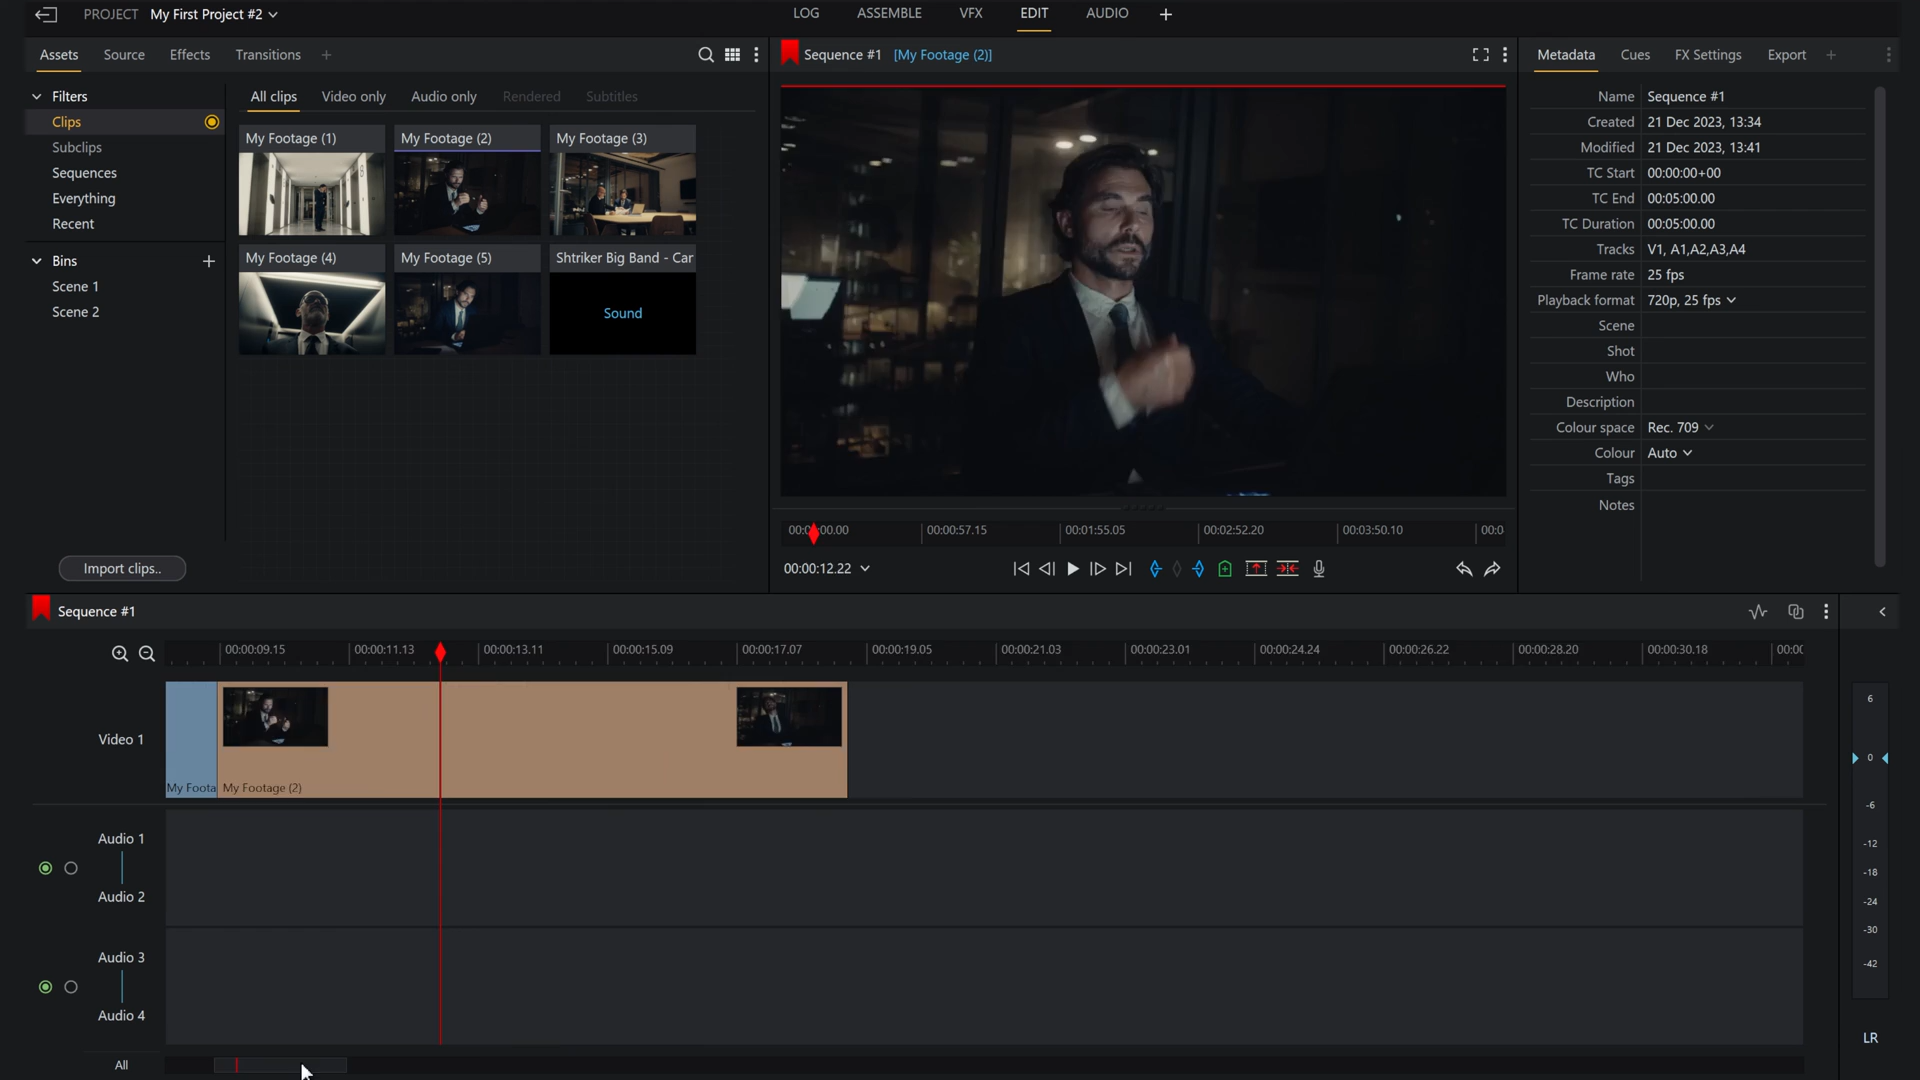 PROJECT My First Project #2
LOG ASSEMBLE VFX EDIT AUDIO +
Assets Source Effects Transitions +
Sequence #1 [My Footage (2)]
Metadata Cues FX Settings Export +
Filters
Clips
Subclips
Sequences
Everything
Recent
Bins +
Scene 1
Scene 2
Import clips..
All clips Video only Audio only Rendered Subtitles
My Footage (1) My Footage (2) My Footage (3)
My Footage (4) My Footage (5) Shtriker Big Band - Car
Sound
00:00:57.15 00:01:55.05 00:02:52.20 00:03:50.10 00:0
00:00:12.22
Name Sequence #1
Created 21 Dec 2023, 13:34
Modified 21 Dec 2023, 13:41
TC Start 00:00:00+00
TC End 00:05:00.00
TC Duration 00:05:00.00
Tracks V1, A1,A2,A3,A4
Frame rate 25 fps
Playback format 720p, 25 fps
Scene
Shot
Who
Description
Colour space Rec. 709
Colour Auto
Tags
Notes
Sequence #1
00:00:09.15 00:00:11.13 00:00:13.11 00:00:15.09 00:00:17.07 00:00:19.05 00:00:21.03 00:00:23.01 00:00:24.24 00:00:26.22 00:00:28.20 00:00:30.18 00:00
Video 1
My Foota My Footage (2)
Audio 1
Audio 2
Audio 3
Audio 4
All
6
0
-6
-12
-18
-24
-30
-42
LR